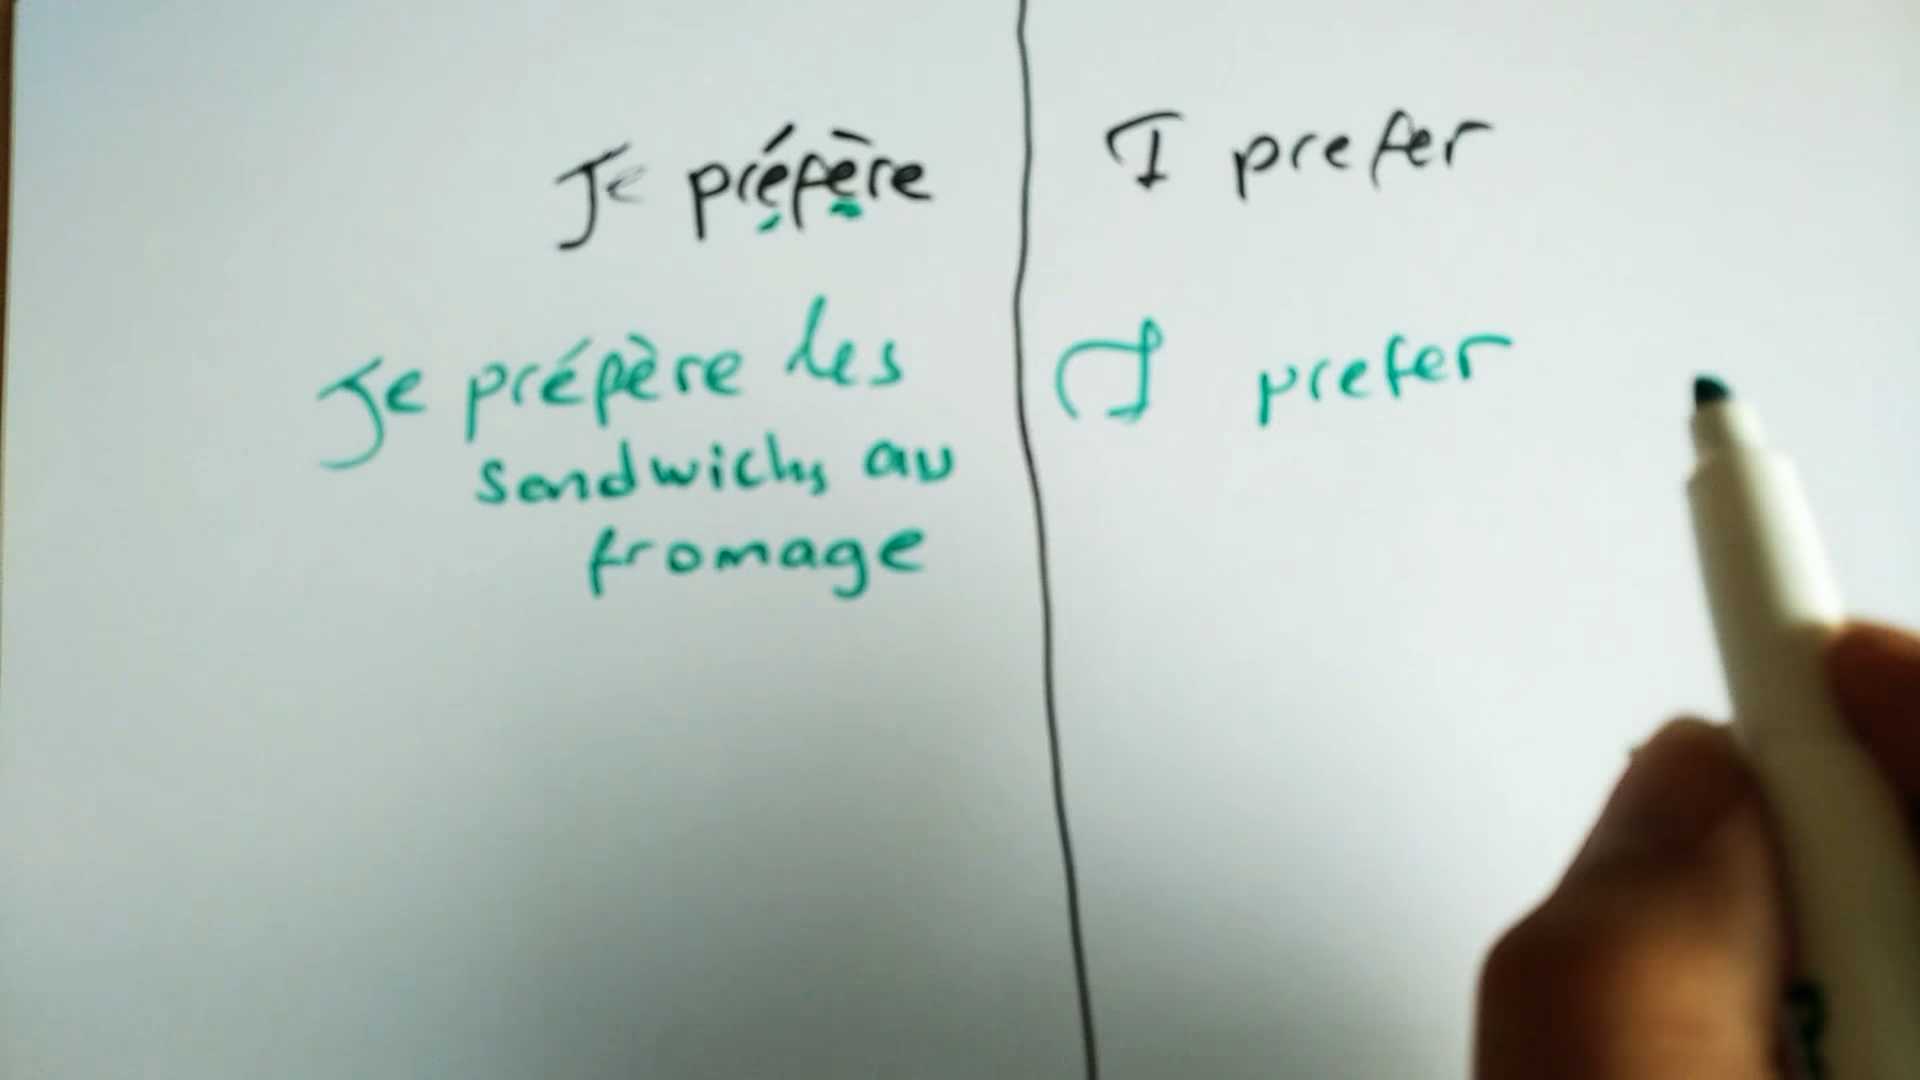 Je préfère
I prefer
Je préfère les
sandwichs au
fromage
I prefer